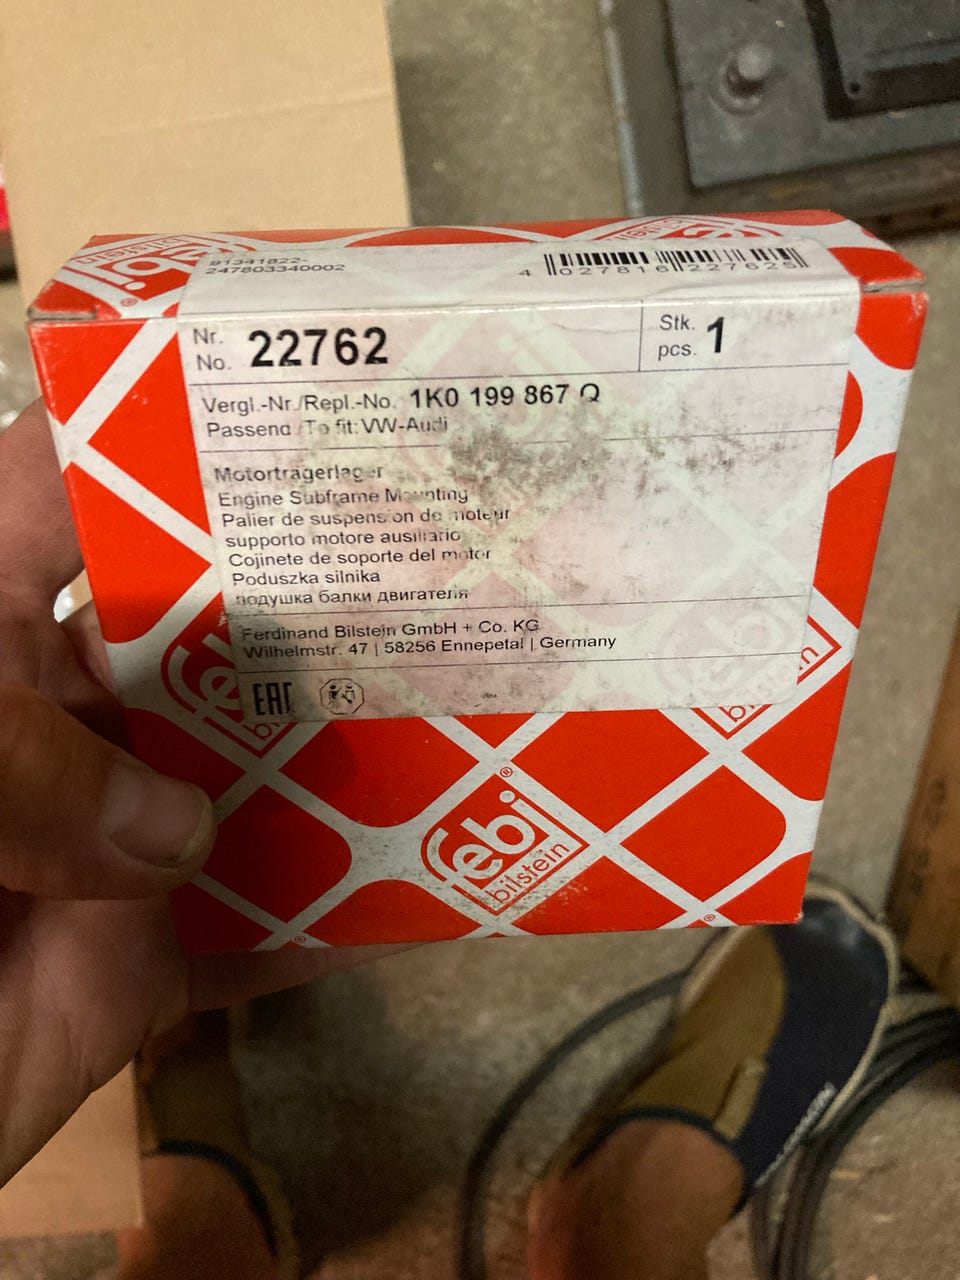 febi
bilstein
®
91341822-
247803340002
4 027816 227625
Nr.
No. 22762
Stk.
pcs. 1
Vergl.-Nr./Repl.-No. 1K0 199 867 Q
Passend /To fit: VW-Audi
Motorträgerlager
Engine Subframe Mounting
Palier de suspension de moteur
supporto motore ausiliario
Cojinete de soporte del motor
Poduszka silnika
подушка балки двигателя
Ferdinand Bilstein GmbH + Co. KG
Wilhelmstr. 47 | 58256 Ennepetal | Germany
EAC
febi®
bilstein